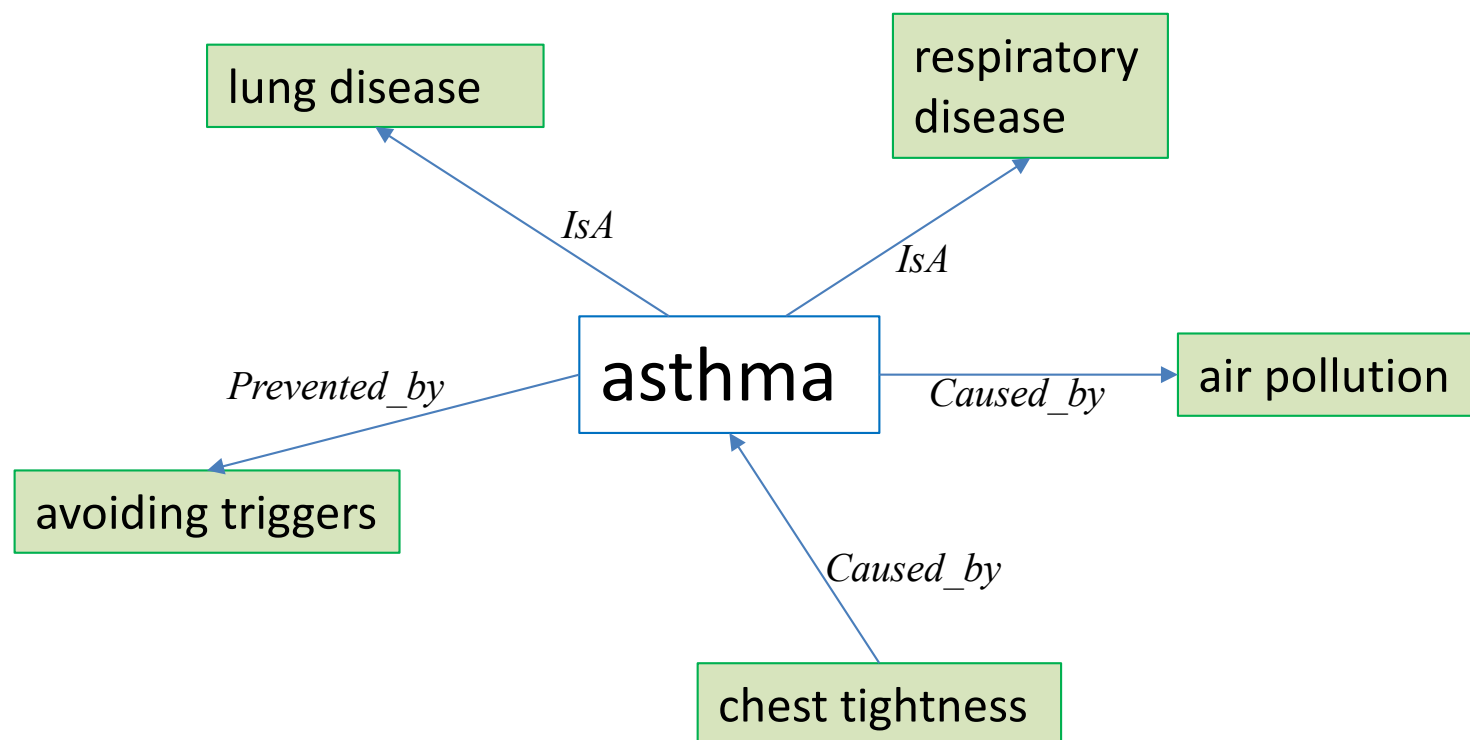 respiratory
disease
lung disease
IsA
IsA
asthma
air pollution
Prevented_by
Caused_by
avoiding triggers
Caused_by
chest tightness